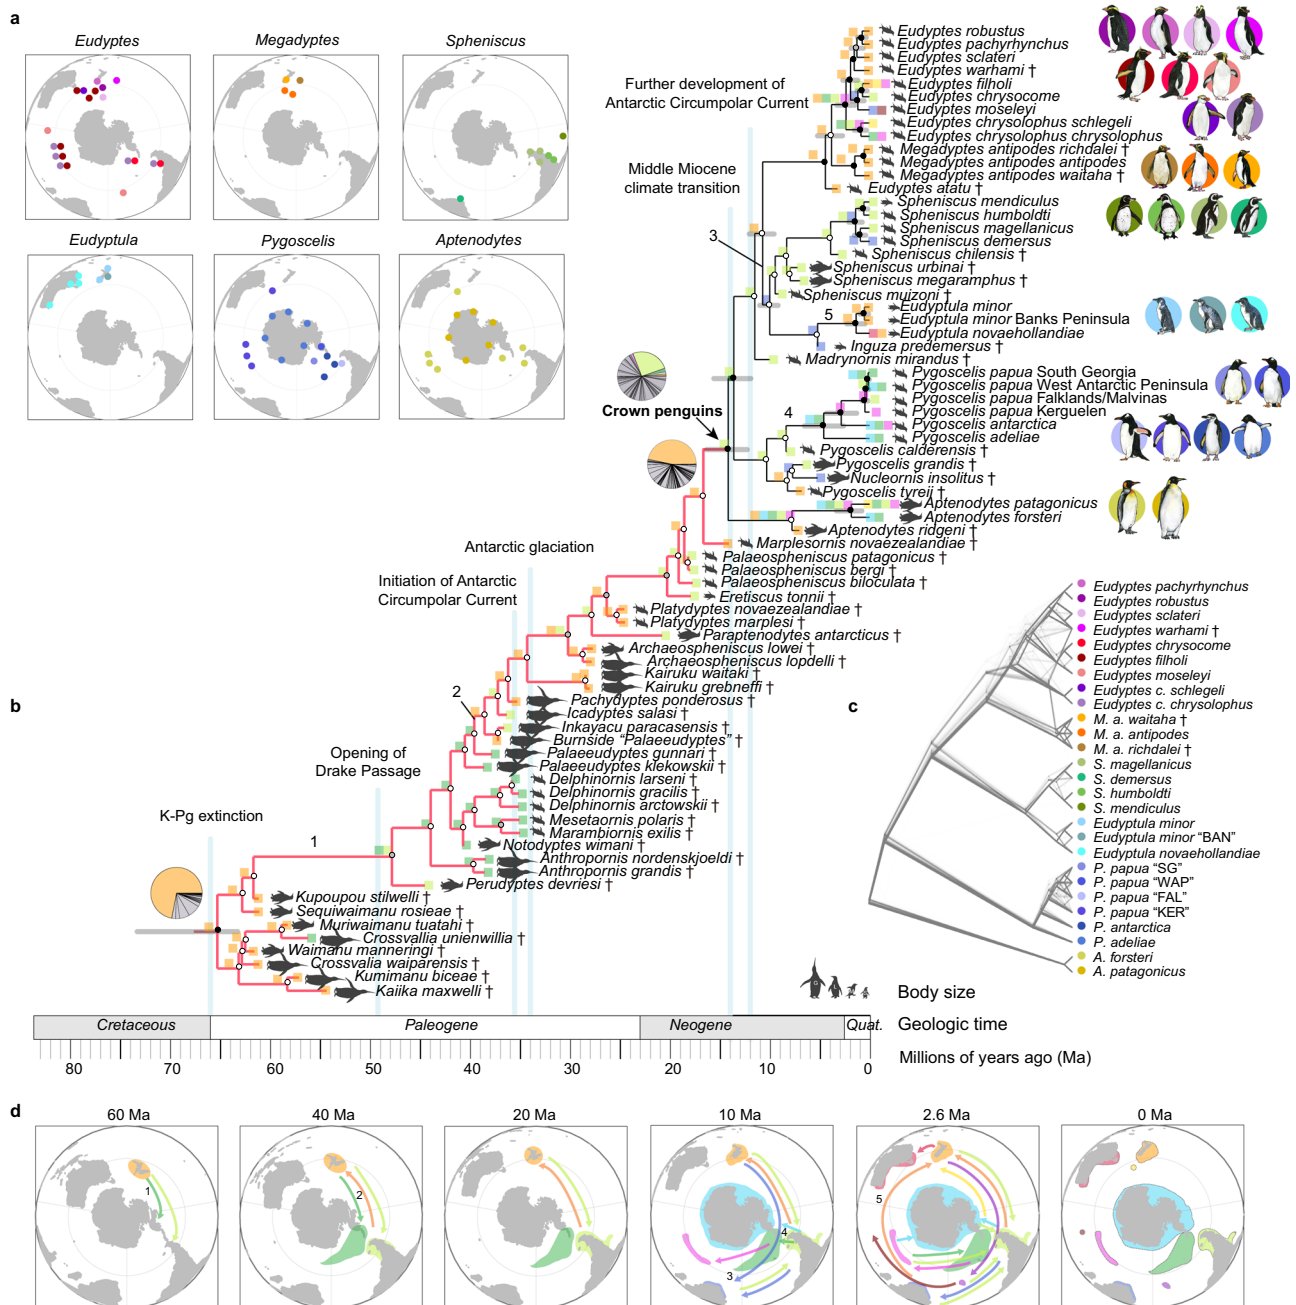 a
Eudyptes
Megadyptes
Spheniscus
Eudyptula
Pygoscelis
Aptenodytes
b
Further development of
Antarctic Circumpolar Current
Middle Miocene
climate transition
3
5
4
Crown penguins
Antarctic glaciation
Initiation of Antarctic
Circumpolar Current
2
Opening of
Drake Passage
K-Pg extinction
1
Eudyptes robustus
Eudyptes pachyrhynchus
Eudyptes sclateri
Eudyptes warhami †
Eudyptes filholi
Eudyptes chrysocome
Eudyptes moseleyi
Eudyptes chrysolophus schlegeli
Eudyptes chrysolophus chrysolophus
Megadyptes antipodes richdalei †
Megadyptes antipodes antipodes
Megadyptes antipodes waitaha †
Eudyptes atatu †
Spheniscus mendiculus
Spheniscus humboldti
Spheniscus magellanicus
Spheniscus demersus
Spheniscus chilensis †
Spheniscus urbinai †
Spheniscus megaramphus †
Spheniscus muizoni †
Eudyptula minor
Eudyptula minor Banks Peninsula
Eudyptula novaehollandiae
Inguza predemersus †
Madrynornis mirandus †
Pygoscelis papua South Georgia
Pygoscelis papua West Antarctic Peninsula
Pygoscelis papua Falklands/Malvinas
Pygoscelis papua Kerguelen
Pygoscelis antarctica
Pygoscelis adeliae
Pygoscelis calderensis †
Pygoscelis grandis †
Nucleornis insolitus †
Pygoscelis tyreii †
Aptenodytes patagonicus
Aptenodytes forsteri
Aptenodytes ridgeni †
Marplesornis novaezealandiae †
Palaeospheniscus patagonicus †
Palaeospheniscus bergi †
Palaeospheniscus biloculata †
Eretiscus tonnii †
Platydyptes novaezealandiae †
Platydyptes marplesi †
Paraptenodytes antarcticus †
Archaeospheniscus lowei †
Archaeospheniscus lopdelli †
Kairuku waitaki †
Kairuku grebneffi †
Pachydyptes ponderosus †
Icadyptes salasi †
Inkayacu paracasensis †
Burnside “Palaeeudyptes” †
Palaeeudyptes gunnari †
Palaeeudyptes klekowskii †
Delphinornis larseni †
Delphinornis gracilis †
Delphinornis arctowskii †
Mesetaornis polaris †
Marambiornis exilis †
Notodyptes wimani †
Anthropornis nordenskjoeldi †
Anthropornis grandis †
Perudyptes devriesi †
Kupoupou stilwelli †
Sequiwaimanu rosieae †
Muriwaimanu tuatahi †
Crossvallia unienwillia †
Waimanu manneringi †
Crossvalia waiparensis †
Kumimanu biceae †
Kaiika maxwelli †
Body size
Cretaceous
Paleogene
Neogene
Quat.
Geologic time
80
70
60
50
40
30
20
10
0
Millions of years ago (Ma)
c
Eudyptes pachyrhynchus
Eudyptes robustus
Eudyptes sclateri
Eudyptes warhami †
Eudyptes chrysocome
Eudyptes filholi
Eudyptes moseleyi
Eudyptes c. schlegeli
Eudyptes c. chrysolophus
M. a. waitaha †
M. a. antipodes
M. a. richdalei †
S. magellanicus
S. demersus
S. humboldti
S. mendiculus
Eudyptula minor
Eudyptula minor “BAN”
Eudyptula novaehollandiae
P. papua “SG”
P. papua “WAP”
P. papua “FAL”
P. papua “KER”
P. antarctica
P. adeliae
A. forsteri
A. patagonicus
d
60 Ma
40 Ma
20 Ma
10 Ma
2.6 Ma
0 Ma
1
2
4
3
5